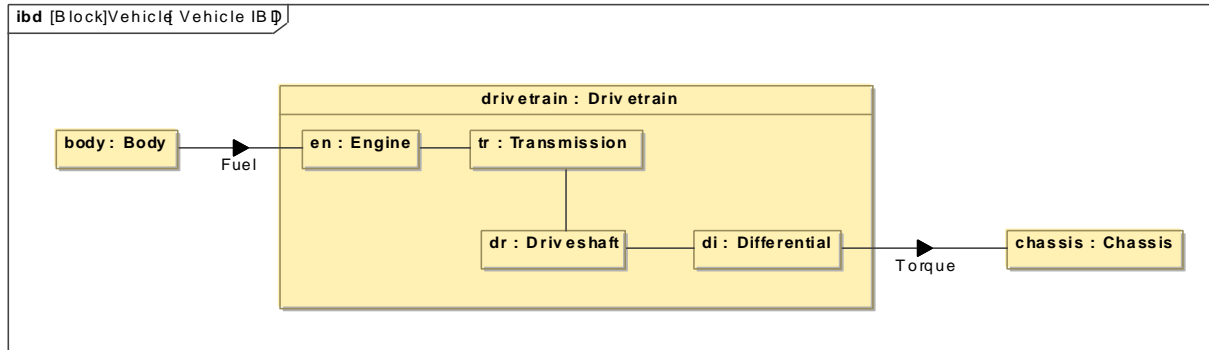 ibd [Block]Vehicle[ Vehicle IBD]
drivetrain : Drivetrain
body : Body
Fuel
en : Engine
tr : Transmission
dr : Driveshaft
di : Differential
Torque
chassis : Chassis